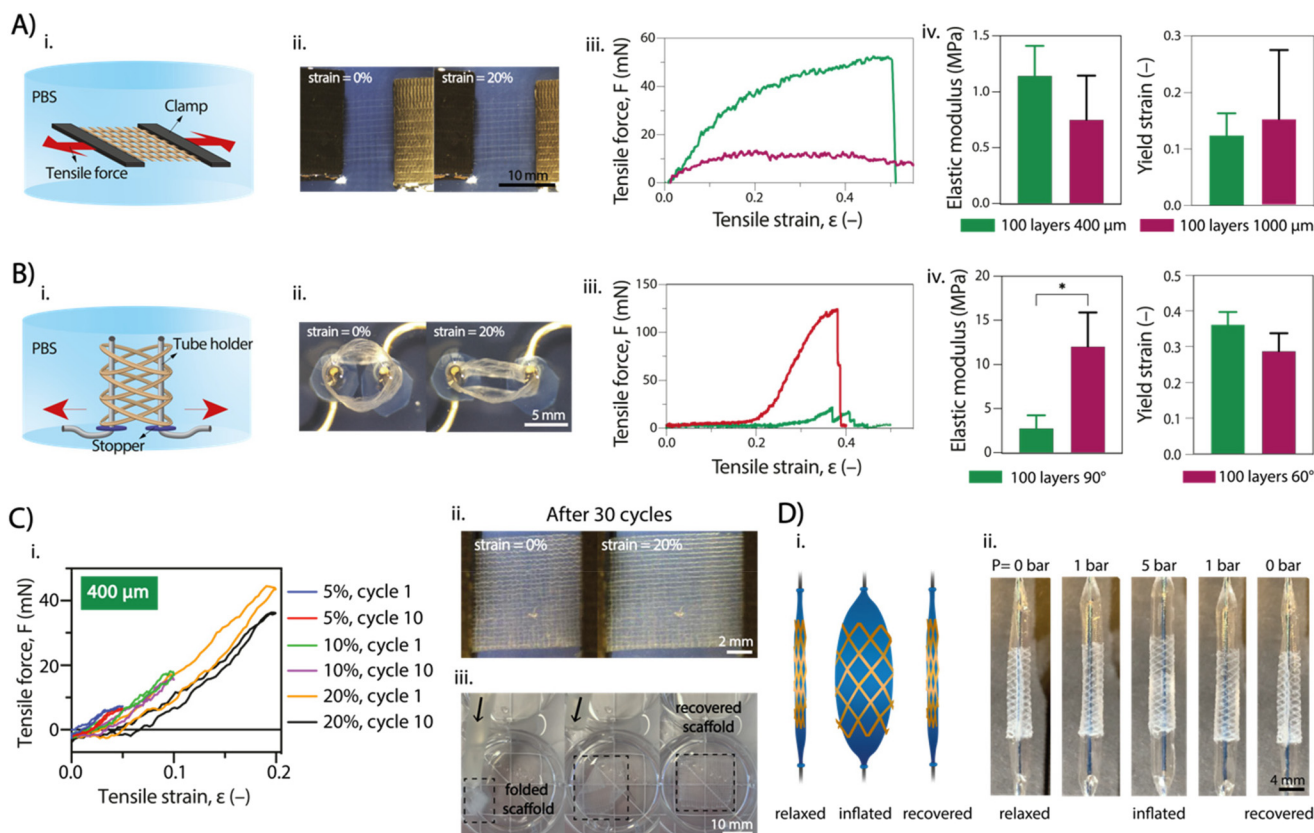 A)
i.
PBS
Clamp
Tensile force
ii.
strain = 0%
strain = 20%
10 mm
iii.
Tensile force, F (mN)
60
40
20
0
0.0
0.2
0.4
Tensile strain, ε (–)
iv.
Elastic modulus (MPa)
1.5
1.0
0.5
0.0
Yield strain (–)
0.3
0.2
0.1
0.0
100 layers 400 µm
100 layers 1000 µm
B)
i.
PBS
Tube holder
Stopper
ii.
strain = 0%
strain = 20%
5 mm
iii.
Tensile force, F (mN)
150
100
50
0
0.0
0.2
0.4
Tensile strain, ε (–)
iv.
Elastic modulus (MPa)
20
15
10
5
0
*
Yield strain (–)
0.5
0.4
0.3
0.2
0.1
0.0
100 layers 90°
100 layers 60°
C)
i.
400 µm
Tensile force, F (mN)
40
20
0
0.0
0.1
0.2
Tensile strain, ε (–)
5%, cycle 1
5%, cycle 10
10%, cycle 1
10%, cycle 10
20%, cycle 1
20%, cycle 10
ii.
After 30 cycles
strain = 0%
strain = 20%
2 mm
iii.
folded
scaffold
recovered
scaffold
10 mm
D)
i.
relaxed
inflated
recovered
ii.
P= 0 bar
1 bar
5 bar
1 bar
0 bar
4 mm
relaxed
inflated
recovered